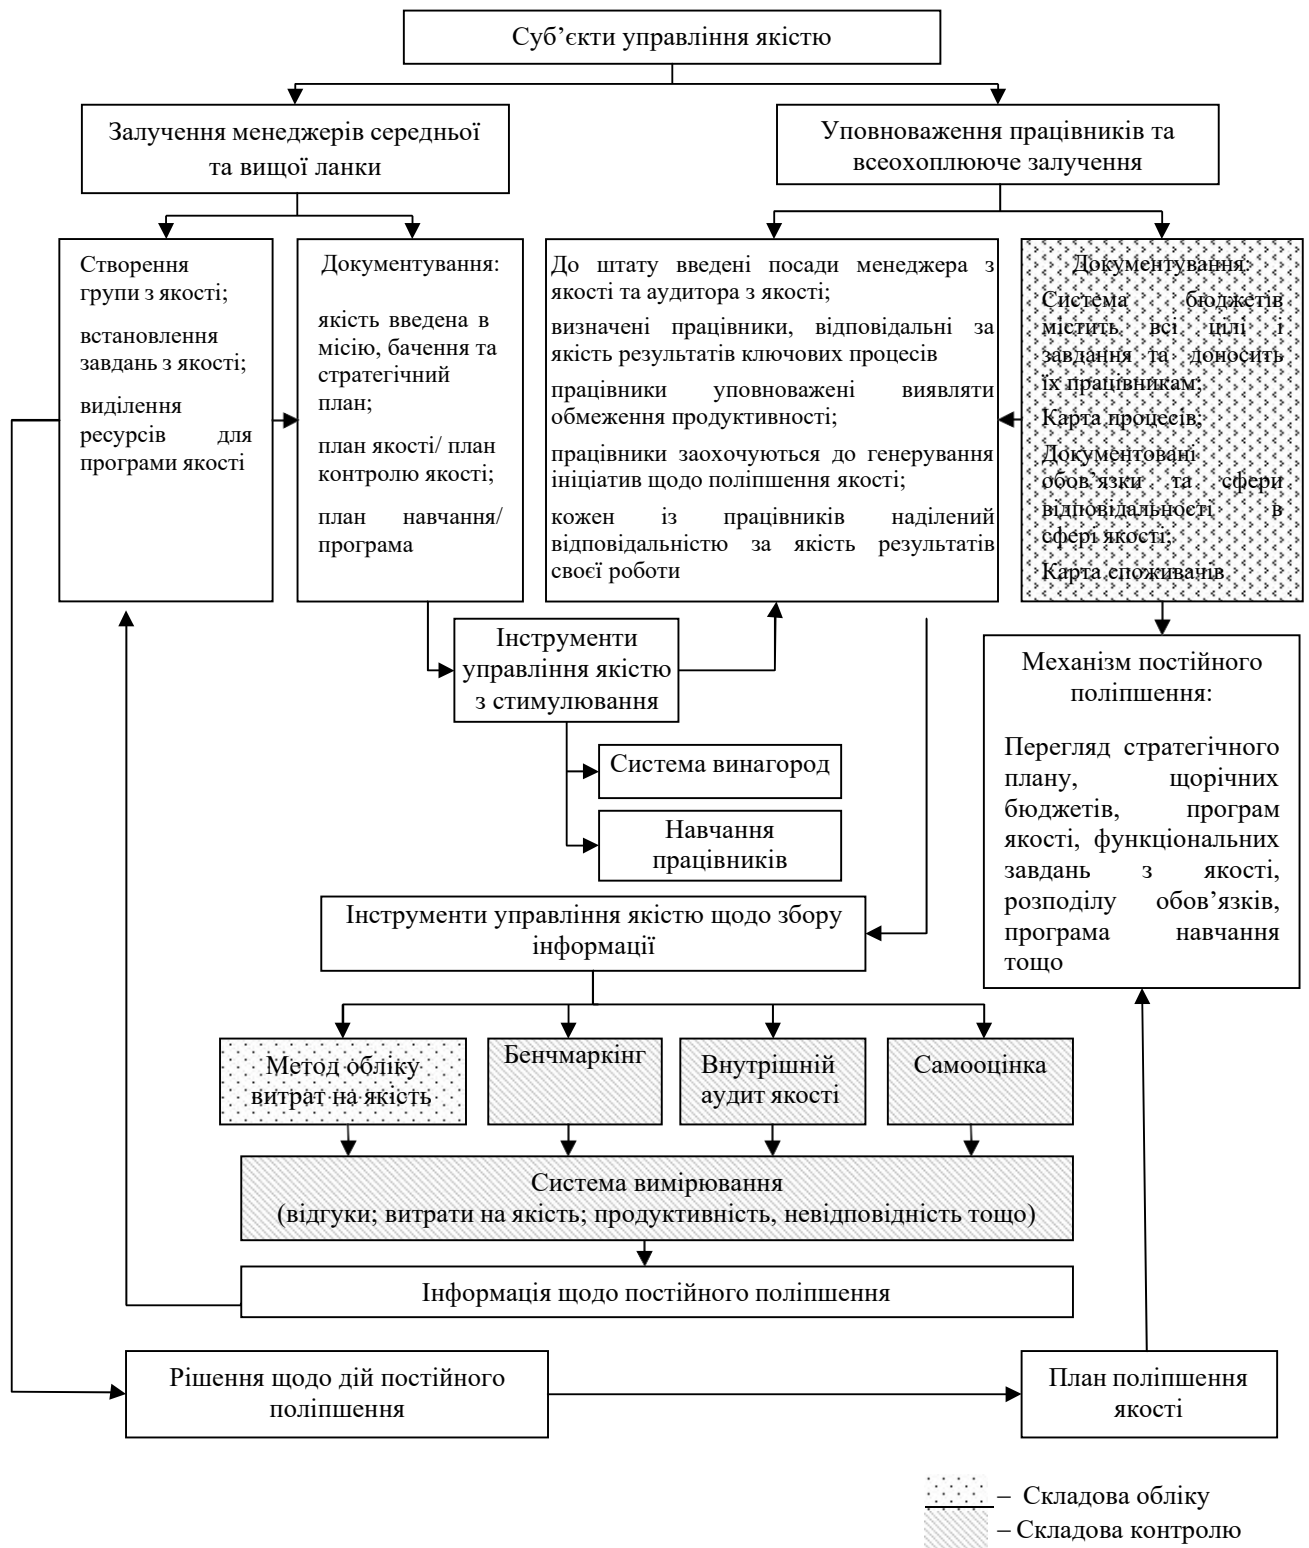 Суб’єкти управління якістю
Залучення менеджерів середньої
та вищої ланки
Уповноваження працівників та
всеохоплююче залучення
Створення
групи з якості;
встановлення
завдань з якості;
виділення
ресурсів для
програми якості
Документування:
якість введена в
місію, бачення та
стратегічний
план;
план якості/ план
контролю якості;
план навчання/
програма
До штату введені посади менеджера з
якості та аудитора з якості;
визначені працівники, відповідальні за
якість результатів ключових процесів
працівники уповноважені виявляти
обмеження продуктивності;
працівники заохочуються до генерування
ініціатив щодо поліпшення якості;
кожен із працівників наділений
відповідальністю за якість результатів
своєї роботи
Документування:
Система бюджетів
містить всі цілі і
завдання та доносить
їх працівникам;
Карта процесів;
Документовані
обов’язки та сфери
відповідальності в
сфері якості;
Карта споживачів
Інструменти
управління якістю
з стимулювання
Система винагород
Навчання
працівників
Механізм постійного
поліпшення:
Перегляд стратегічного
плану, щорічних
бюджетів, програм
якості, функціональних
завдань з якості,
розподілу обов’язків,
програма навчання
тощо
Інструменти управління якістю щодо збору
інформації
Метод обліку
витрат на якість
Бенчмаркінг
Внутрішній
аудит якості
Самооцінка
Система вимірювання
(відгуки; витрати на якість; продуктивність, невідповідність тощо)
Інформація щодо постійного поліпшення
Рішення щодо дій постійного
поліпшення
План поліпшення
якості
– Складова обліку
– Складова контролю